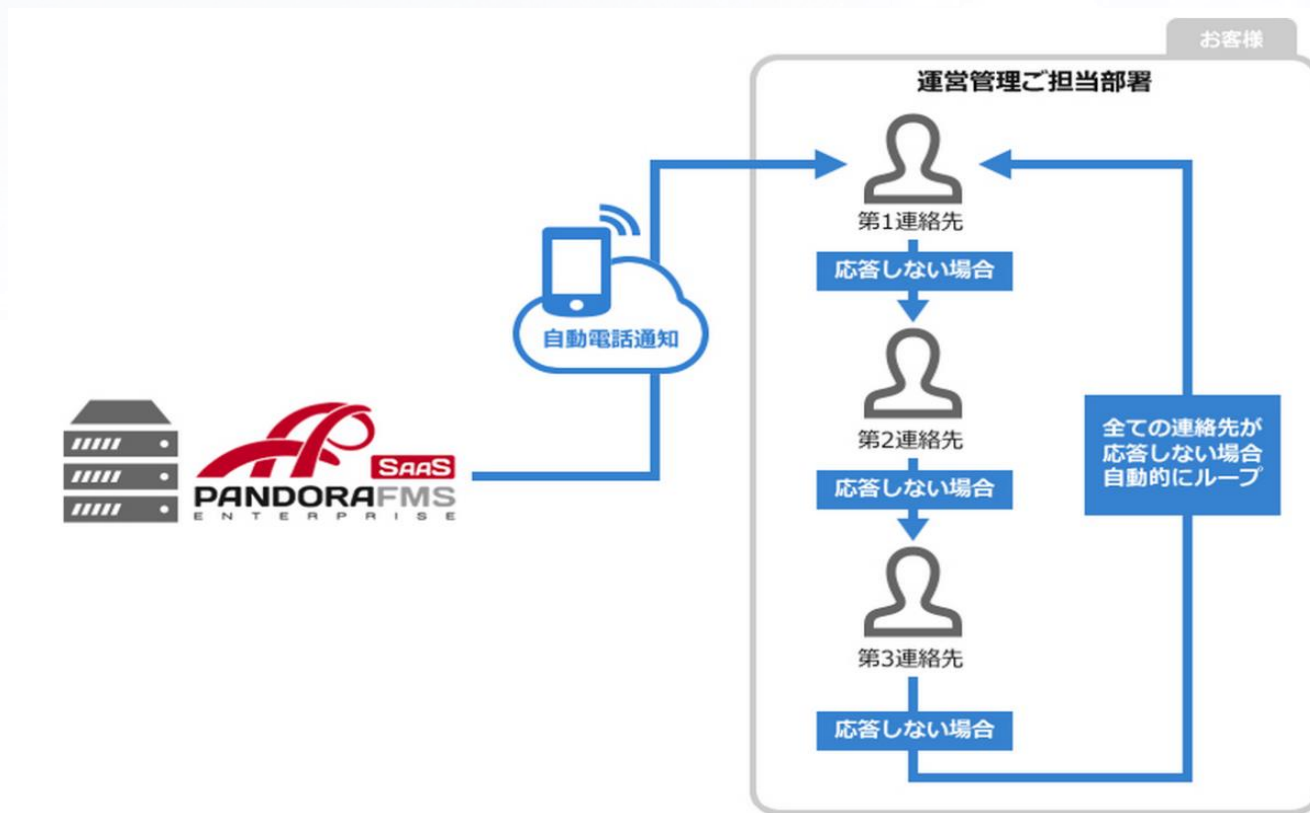 お客様
運営管理ご担当部署
第1連絡先
応答しない場合
自動電話通知
第2連絡先
応答しない場合
全ての連絡先が
応答しない場合
自動的にループ
SAAS
PANDORAFMS
ENTERPRISE
第3連絡先
応答しない場合